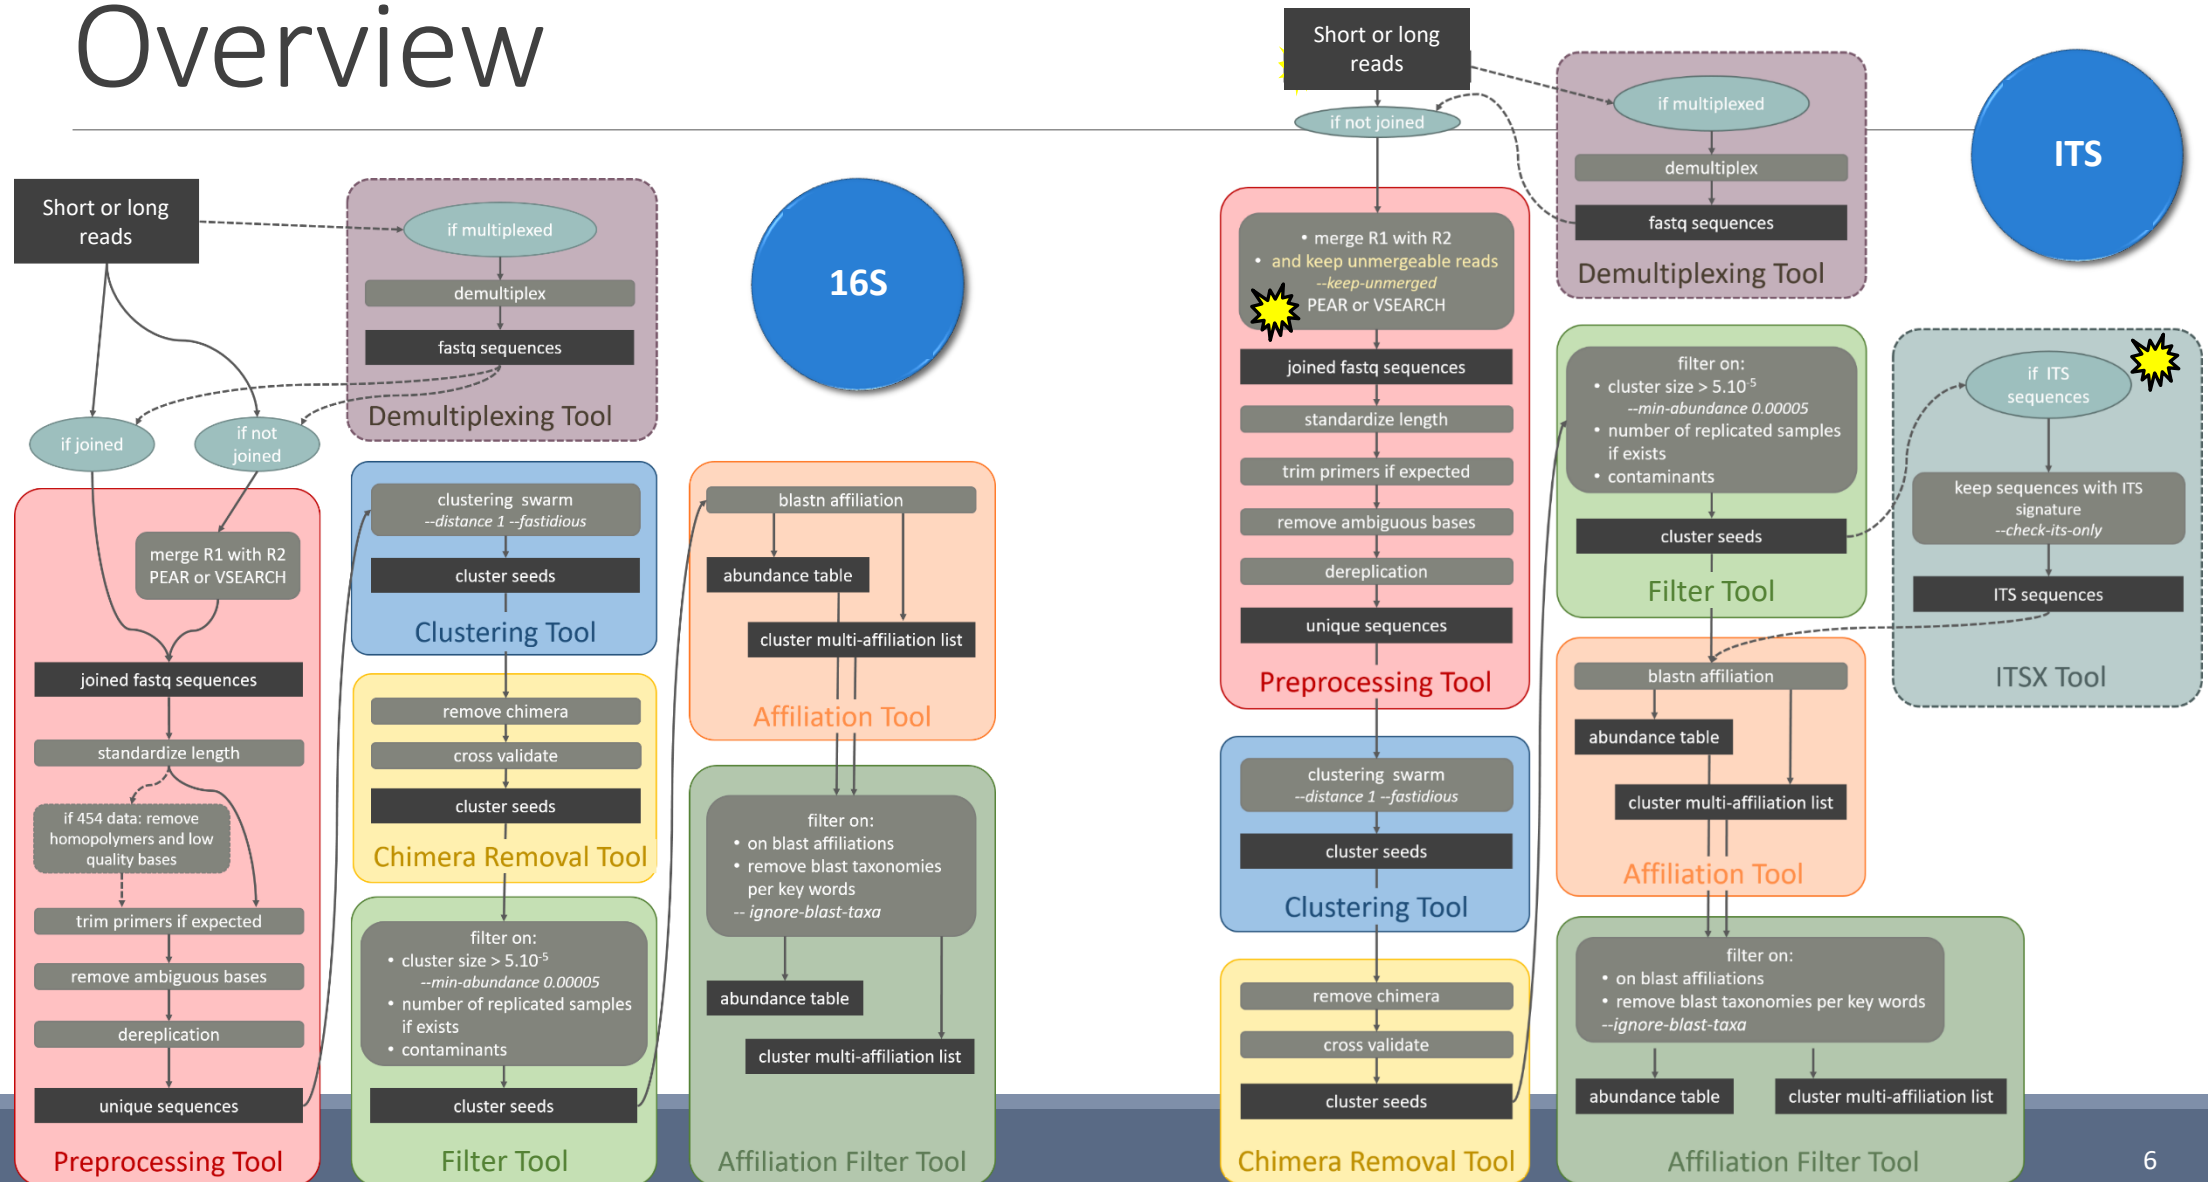 Overview
16S
Short or long
reads
if multiplexed
demultiplex
fastq sequences
Demultiplexing Tool
if joined
if not
joined
merge R1 with R2
PEAR or VSEARCH
joined fastq sequences
standardize length
if 454 data: remove
homopolymers and low
quality bases
trim primers if expected
remove ambiguous bases
dereplication
unique sequences
Preprocessing Tool
clustering swarm
--distance 1 --fastidious
cluster seeds
Clustering Tool
remove chimera
cross validate
cluster seeds
Chimera Removal Tool
filter on:
• cluster size > 5.10-5
--min-abundance 0.00005
• number of replicated samples
if exists
• contaminants
cluster seeds
Filter Tool
blastn affiliation
abundance table
cluster multi-affiliation list
Affiliation Tool
filter on:
• on blast affiliations
• remove blast taxonomies
per key words
-- ignore-blast-taxa
abundance table
cluster multi-affiliation list
Affiliation Filter Tool
ITS
Short or long
reads
if not joined
if multiplexed
demultiplex
fastq sequences
Demultiplexing Tool
• merge R1 with R2
• and keep unmergeable reads
--keep-unmerged
PEAR or VSEARCH
joined fastq sequences
standardize length
trim primers if expected
remove ambiguous bases
dereplication
unique sequences
Preprocessing Tool
clustering swarm
--distance 1 --fastidious
cluster seeds
Clustering Tool
remove chimera
cross validate
cluster seeds
Chimera Removal Tool
filter on:
• cluster size > 5.10-5
--min-abundance 0.00005
• number of replicated samples
if exists
• contaminants
cluster seeds
Filter Tool
if ITS
sequences
keep sequences with ITS
signature
--check-its-only
ITS sequences
ITSX Tool
blastn affiliation
abundance table
cluster multi-affiliation list
Affiliation Tool
filter on:
• on blast affiliations
• remove blast taxonomies per key words
--ignore-blast-taxa
abundance table
cluster multi-affiliation list
Affiliation Filter Tool
6